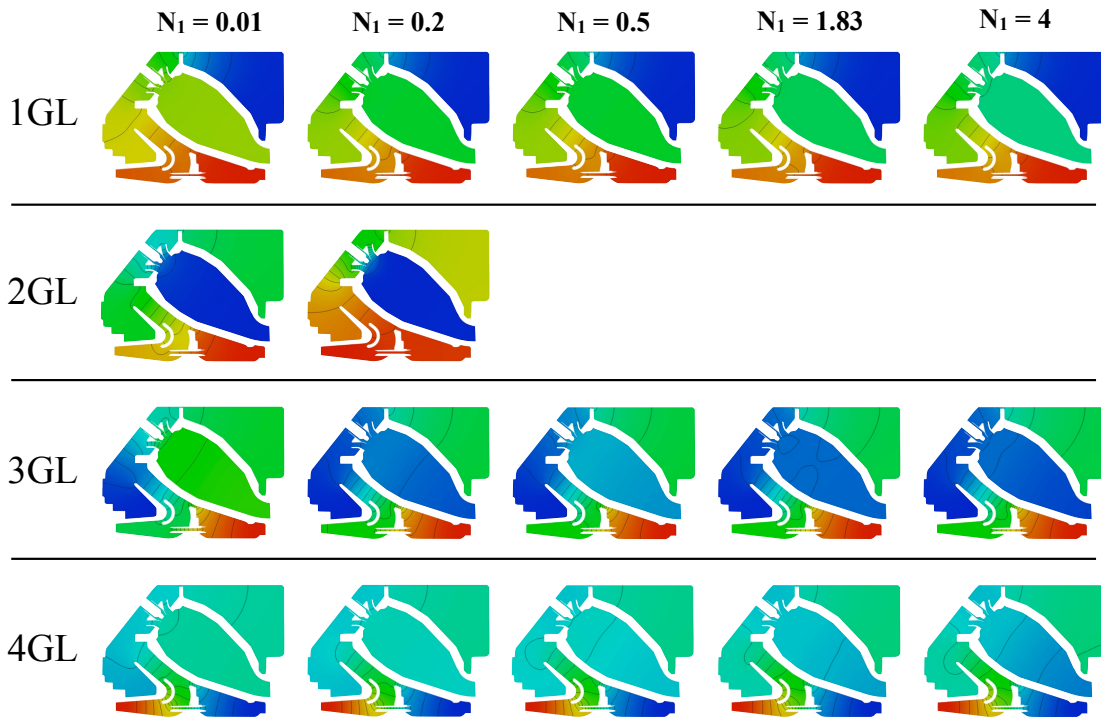 N₁ = 0.01 N₁ = 0.2 N₁ = 0.5 N₁ = 1.83 N₁ = 4
1GL
2GL
3GL
4GL